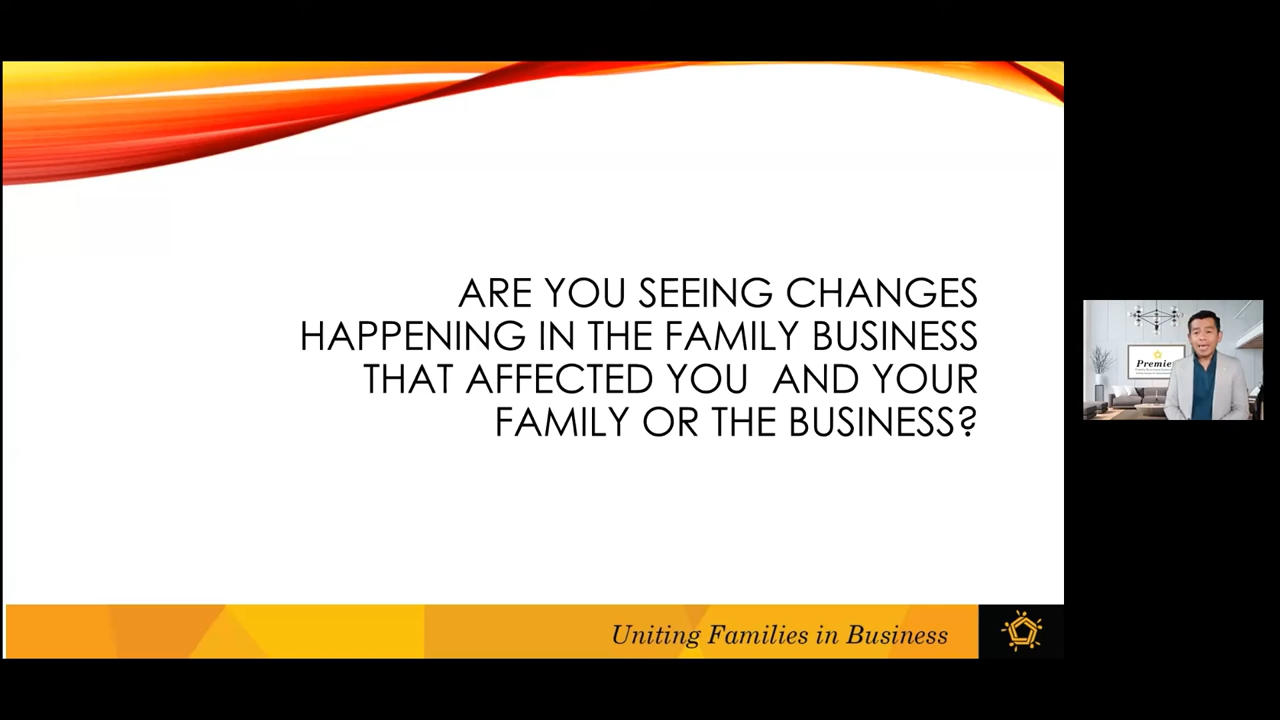 ARE YOU SEEING CHANGES
HAPPENING IN THE FAMILY BUSINESS
THAT AFFECTED YOU  AND YOUR
FAMILY OR THE BUSINESS?
Uniting Families in Business
Premie